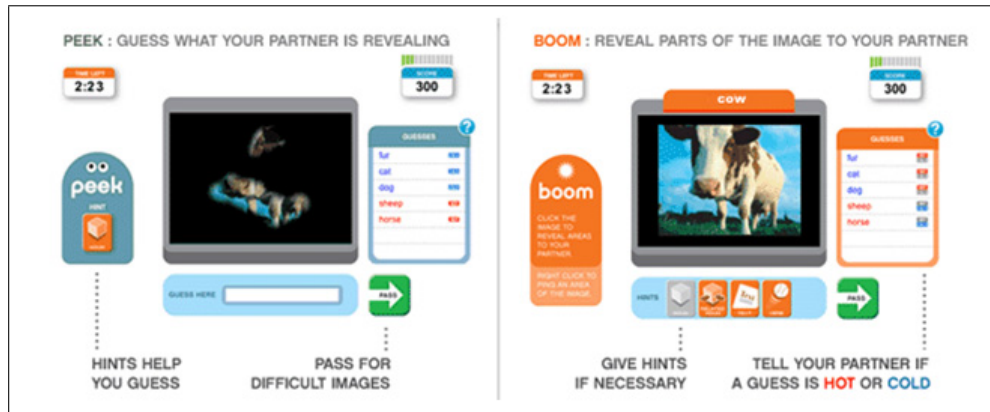 PEEK : GUESS WHAT YOUR PARTNER IS REVEALING
TIME LEFT
2:23
SCORE
300
GUESSES
?
fur
cat
dog
sheep
horse
peek
HINT
GUESS HERE
PASS
HINTS HELP
YOU GUESS
PASS FOR
DIFFICULT IMAGES
BOOM : REVEAL PARTS OF THE IMAGE TO YOUR PARTNER
TIME LEFT
2:23
SCORE
300
cow
GUESSES
?
fur
cat
dog
sheep
horse
boom
CLICK THE
IMAGE TO
REVEAL AREAS
TO YOUR
PARTNER.
RIGHT CLICK TO
PING AN AREA
OF THE IMAGE.
HINTS
PASS
GIVE HINTS
IF NECESSARY
TELL YOUR PARTNER IF
A GUESS IS HOT OR COLD